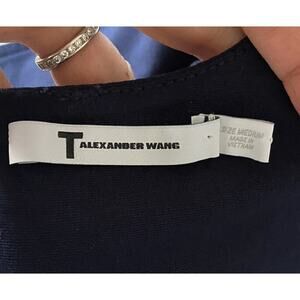 T ALEXANDER WANG
SIZE MEDIUM
MADE IN
VIETNAM